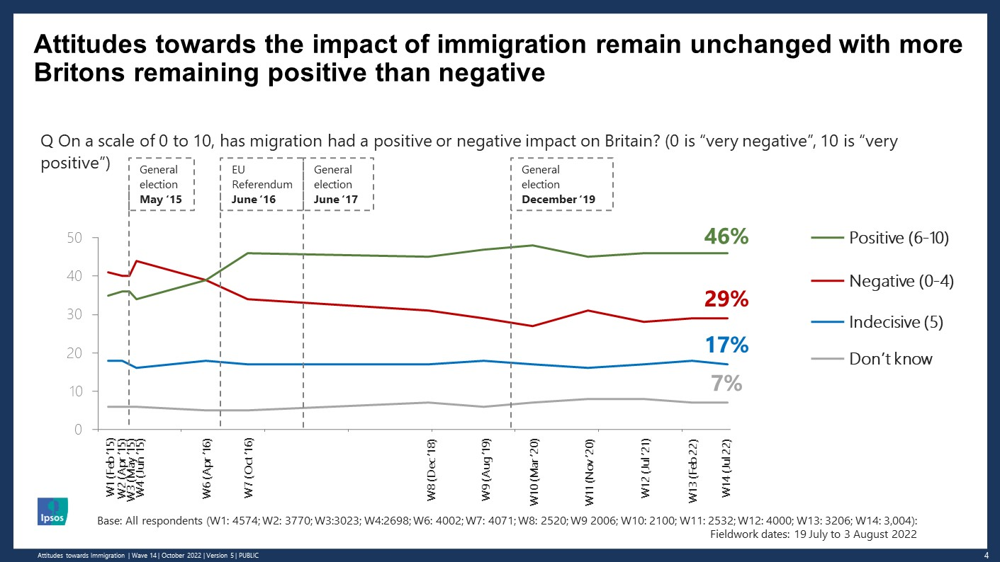 Attitudes towards the impact of immigration remain unchanged with more
Britons remaining positive than negative
Q On a scale of 0 to 10, has migration had a positive or negative impact on Britain? (0 is “very negative”, 10 is “very
positive”)
General
election
May ‘15
EU
Referendum
June ‘16
General
election
June ‘17
General
election
December ‘19
50
40
30
20
10
0
46%
29%
17%
7%
Positive (6-10)
Negative (0-4)
Indecisive (5)
Don’t know
W1 (Feb ’15)
W2 (Apr ’15)
W3 (May ’15)
W4 (Jun ’15)
W6 (Apr ’16)
W7 (Oct ’16)
W8 (Dec ’18)
W9 (Aug ’19)
W10 (Mar ’20)
W11 (Nov ’20)
W12 (Jul ’21)
W13 (Feb 22)
W14 (Jul 22)
Ipsos
Base: All respondents (W1: 4574; W2: 3770; W3:3023; W4:2698; W6: 4002; W7: 4071; W8: 2520; W9 2006; W10: 2100; W11: 2532; W12: 4000; W13: 3206; W14: 3,004):
Fieldwork dates: 19 July to 3 August 2022
Attitudes towards Immigration | Wave 14 | October 2022 | Version 5 | PUBLIC
4